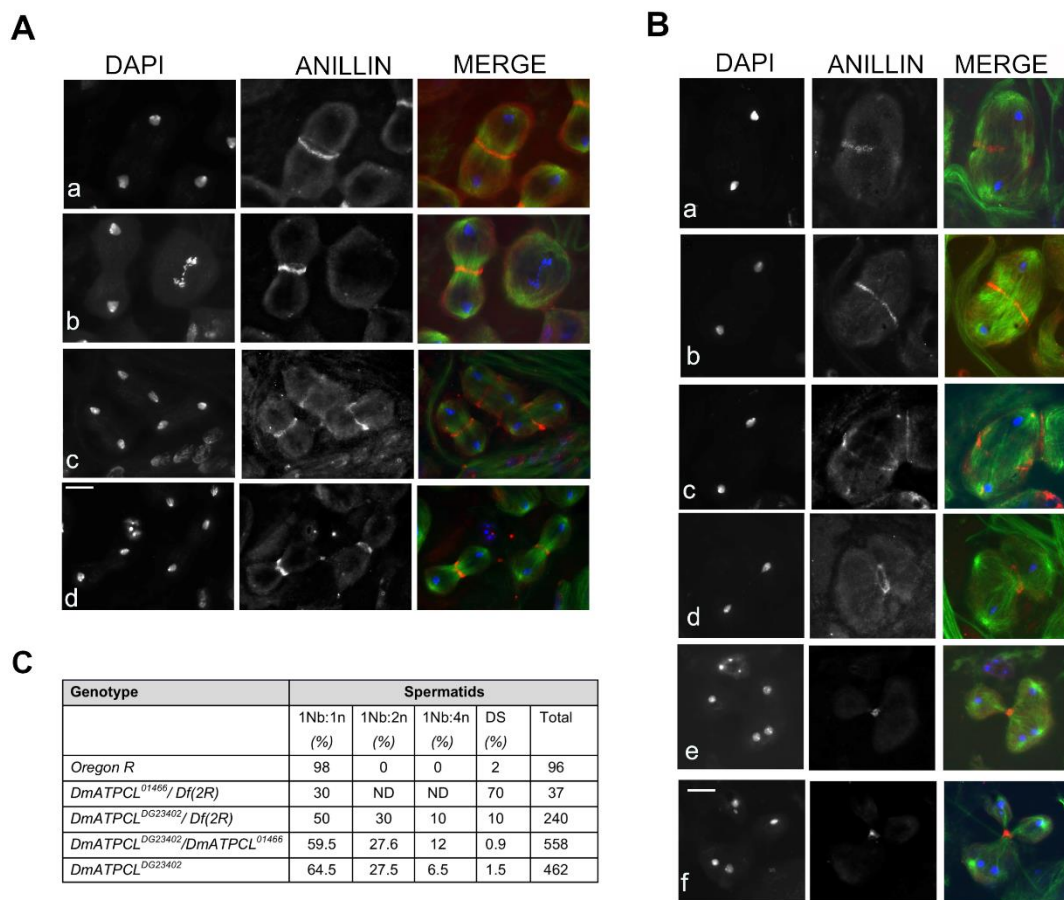 A
DAPI ANILLIN MERGE
a
b
c
d
B
DAPI ANILLIN MERGE
a
b
c
d
e
f
C
Genotype Spermatids
1Nb:1n 1Nb:2n 1Nb:4n DS Total
(%) (%) (%) (%)
Oregon R 98 0 0 2 96
DmATPCL01466/ Df(2R) 30 ND ND 70 37
DmATPCLDG23402/ Df(2R) 50 30 10 10 240
DmATPCLDG23402/DmATPCL01466 59.5 27.6 12 0.9 558
DmATPCLDG23402 64.5 27.5 6.5 1.5 462